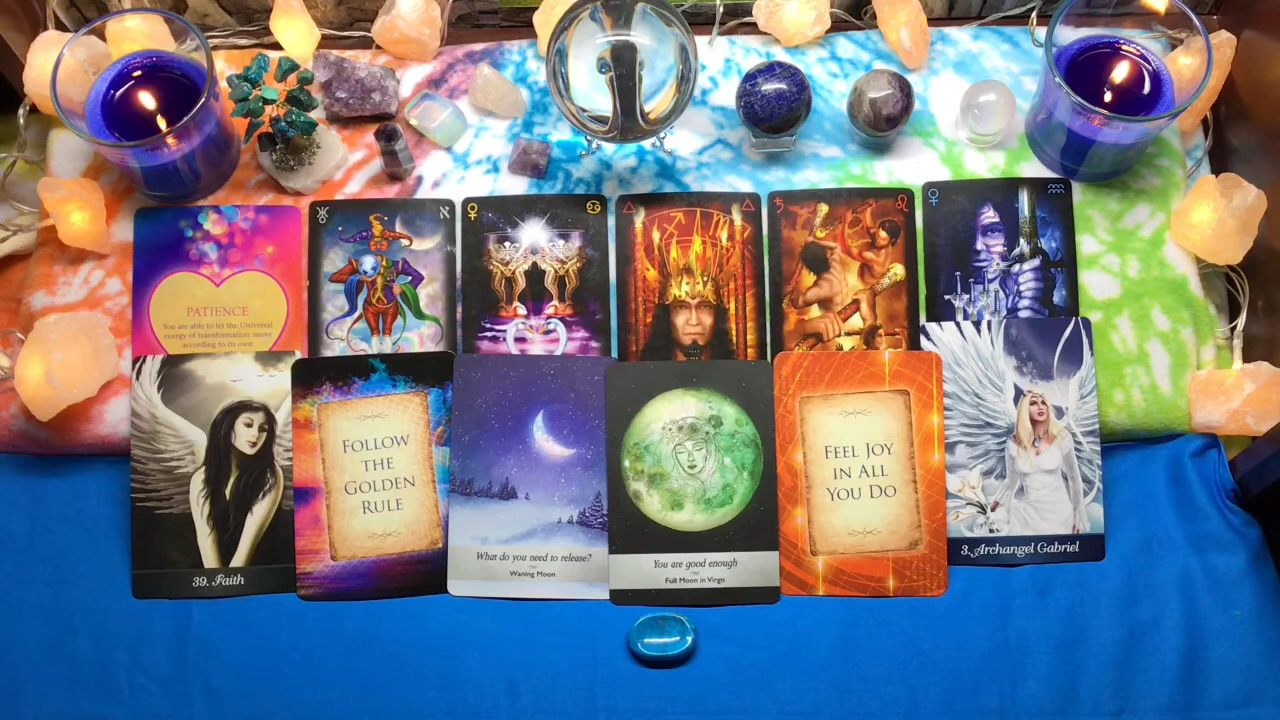 PATIENCE
You are able to let the Universal
energy of transformation move
according to its own
א
39. Faith
FOLLOW
THE
GOLDEN
RULE
What do you need to release?
Waning Moon
You are good enough
Full Moon in Virgo
FEEL JOY
IN ALL
YOU DO
3. Archangel Gabriel